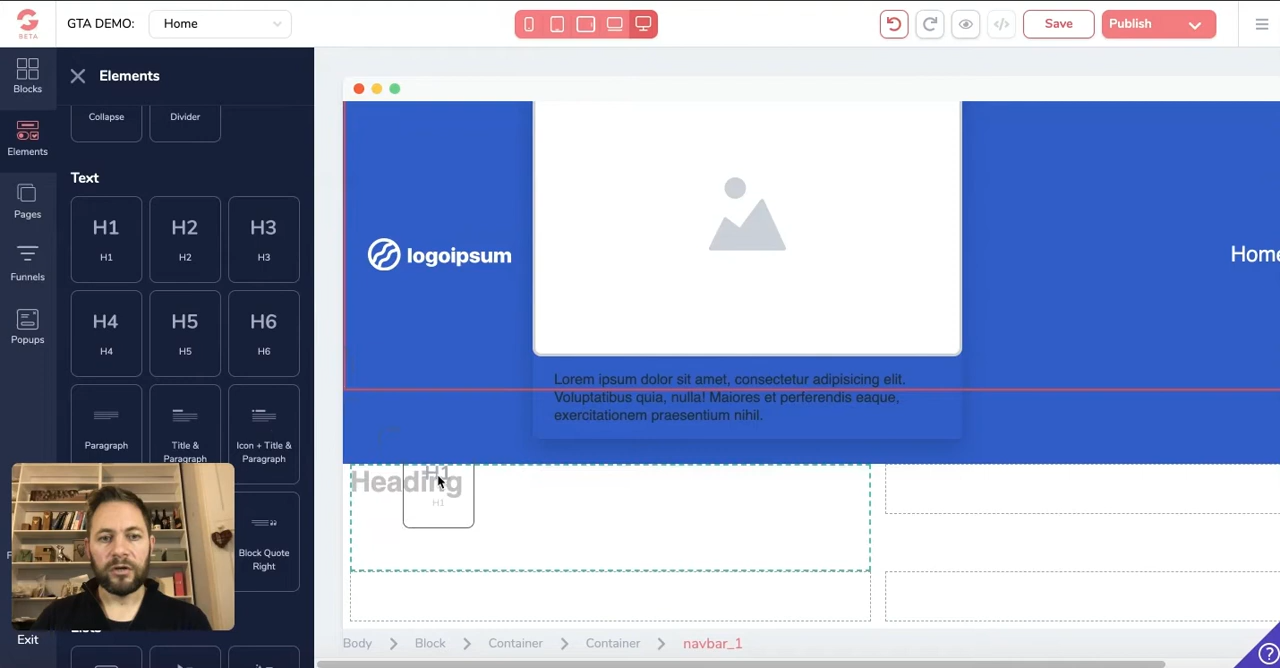 BETA
GTA DEMO:
Home
</>
Save
Publish
Blocks
Elements
Pages
Funnels
Popups
Exit
Elements
Collapse
Divider
Text
H1
H1
H2
H2
H3
H3
H4
H4
H5
H5
H6
H6
Paragraph
Title &
Paragraph
Icon + Title &
Paragraph
Block Quote
Right
logoipsum
Home
Lorem ipsum dolor sit amet, consectetur adipisicing elit.
Voluptatibus quia, nulla! Maiores et perferendis eaque,
exercitationem praesentium nihil.
Heading
H1
H1
Body
Block
Container
Container
navbar_1
?